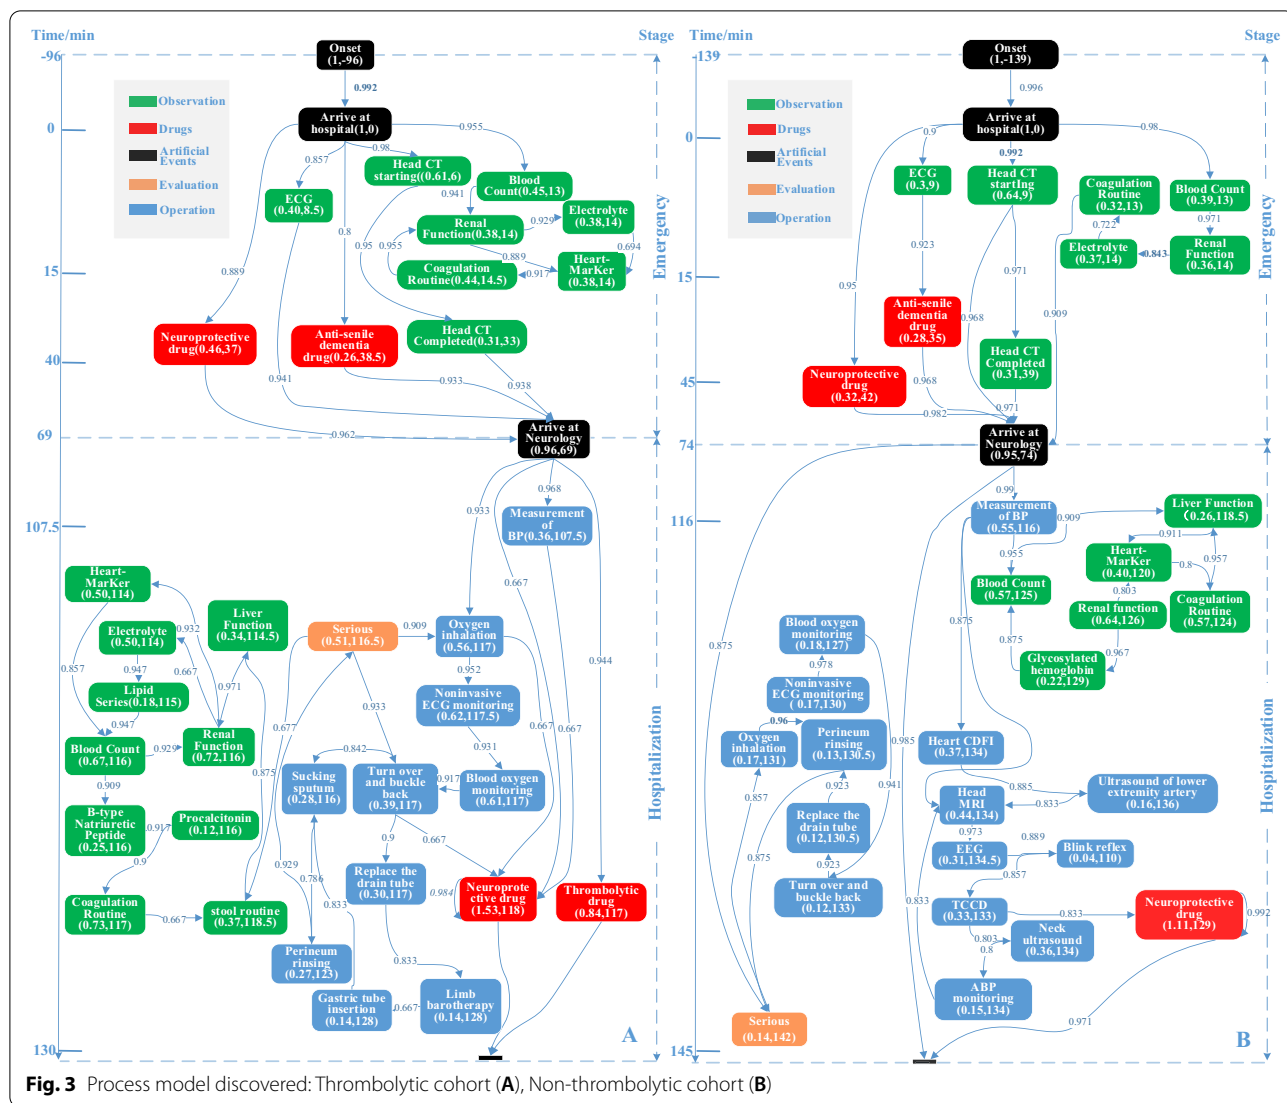 Time/min
Stage
-96
Onset
(1,-96)
0.992
0
Arrive at
hospital(1,0)
Observation
Drugs
Artificial
Events
Evaluation
Operation
0.955
0.98
0.857
0.8
0.889
Head CT
starting((0.61,6)
ECG
(0.40,8.5)
Blood
Count(0.45,13)
0.941
Renal
Function(0.38,14)
0.929
Electrolyte
(0.38,14)
0.694
0.955
0.95
0.889
Heart-
MarKer
(0.38,14)
0.917
Coagulation
Routine(0.44,14.5)
15
Emergency
Neuroprotective
drug(0.46,37)
Anti-senile
dementia
drug(0.26,38.5)
Head CT
Completed(0.31,33)
40
0.941
0.933
0.938
0.962
69
Arrive at
Neurology
(0.96,69)
0.933
0.968
0.667
0.944
107.5
Measurement
of
BP(0.36,107.5)
Heart-
MarKer
(0.50,114)
0.932
Electrolyte
(0.50,114)
Liver
Function
(0.34,114.5)
Serious
(0.51,116.5)
0.909
Oxygen
inhalation
(0.56,117)
0.857
0.947
0.667
0.971
0.952
Lipid
Series(0.18,115)
Noninvasive
ECG monitoring
(0.62,117.5)
0.947
0.677
0.933
0.667
0.667
Blood Count
(0.67,116)
0.929
Renal
Function
(0.72,116)
0.842
0.931
0.875
Sucking
sputum
(0.28,116)
Turn over
and buckle
back
(0.39,117)
0.917
Blood oxygen
monitoring
(0.61,117)
0.909
B-type
Natriuretic
Peptide
(0.25,116)
0.917
Procalcitonin
(0.12,116)
0.9
0.9
0.667
0.929
0.786
0.833
Replace the
drain tube
(0.30,117)
0.984
Neuroprote
ctive drug
(1.53,118)
Thrombolytic
drug
(0.84,117)
Coagulation
Routine
(0.73,117)
0.667
stool routine
(0.37,118.5)
Perineum
rinsing
(0.27,123)
0.833
Gastric tube
insertion
(0.14,128)
0.667
Limb
barotherapy
(0.14,128)
Hospitalization
130
A
Time/min
Stage
-139
Onset
(1,-139)
0.996
0
Arrive at
hospital(1,0)
Observation
Drugs
Artificial
Events
Evaluation
Operation
0.9
0.98
0.992
ECG
(0.3,9)
Head CT
startIng
(0.64,9)
Coagulation
Routine
(0.32,13)
Blood Count
(0.39,13)
0.722
0.971
0.923
Electrolyte
(0.37,14)
0.843
Renal
Function
(0.36,14)
0.95
0.971
15
Emergency
Anti-senile
dementia
drug
(0.28,35)
0.968
0.909
Head CT
Completed
(0.31,39)
Neuroprotective
drug
(0.32,42)
45
0.968
0.971
0.982
74
Arrive at
Neurology
(0.95,74)
0.99
Measurement
of BP
(0.55,116)
116
0.909
Liver Function
(0.26,118.5)
0.911
0.955
Heart-
MarKer
(0.40,120)
0.8
0.957
Blood Count
(0.57,125)
0.803
Renal function
(0.64,126)
Coagulation
Routine
(0.57,124)
Blood oxygen
monitoring
(0.18,127)
0.875
0.875
0.875
0.967
Glycosylated
hemoglobin
(0.22,129)
0.978
Noninvasive
ECG monitoring
(0.17,130)
0.96
Oxygen
inhalation
(0.17,131)
Perineum
rinsing
(0.13,130.5)
0.985
Heart CDFI
(0.37,134)
0.857
0.923
0.941
0.885
Head
MRI
(0.44,134)
0.833
Ultrasound of lower
extremity artery
(0.16,136)
Replace the
drain tube
(0.12,130.5)
0.973
0.889
EEG
(0.31,134.5)
Blink reflex
(0.04,110)
0.875
0.923
0.857
Turn over and
buckle back
(0.12,133)
0.833
TCCD
(0.33,133)
0.833
Neuroprotective
drug
(1.11,129)
0.992
0.803
0.8
Neck
ultrasound
(0.36,134)
ABP
monitoring
(0.15,134)
Serious
(0.14,142)
0.971
Hospitalization
145
B
Fig. 3 Process model discovered: Thrombolytic cohort (A), Non-thrombolytic cohort (B)